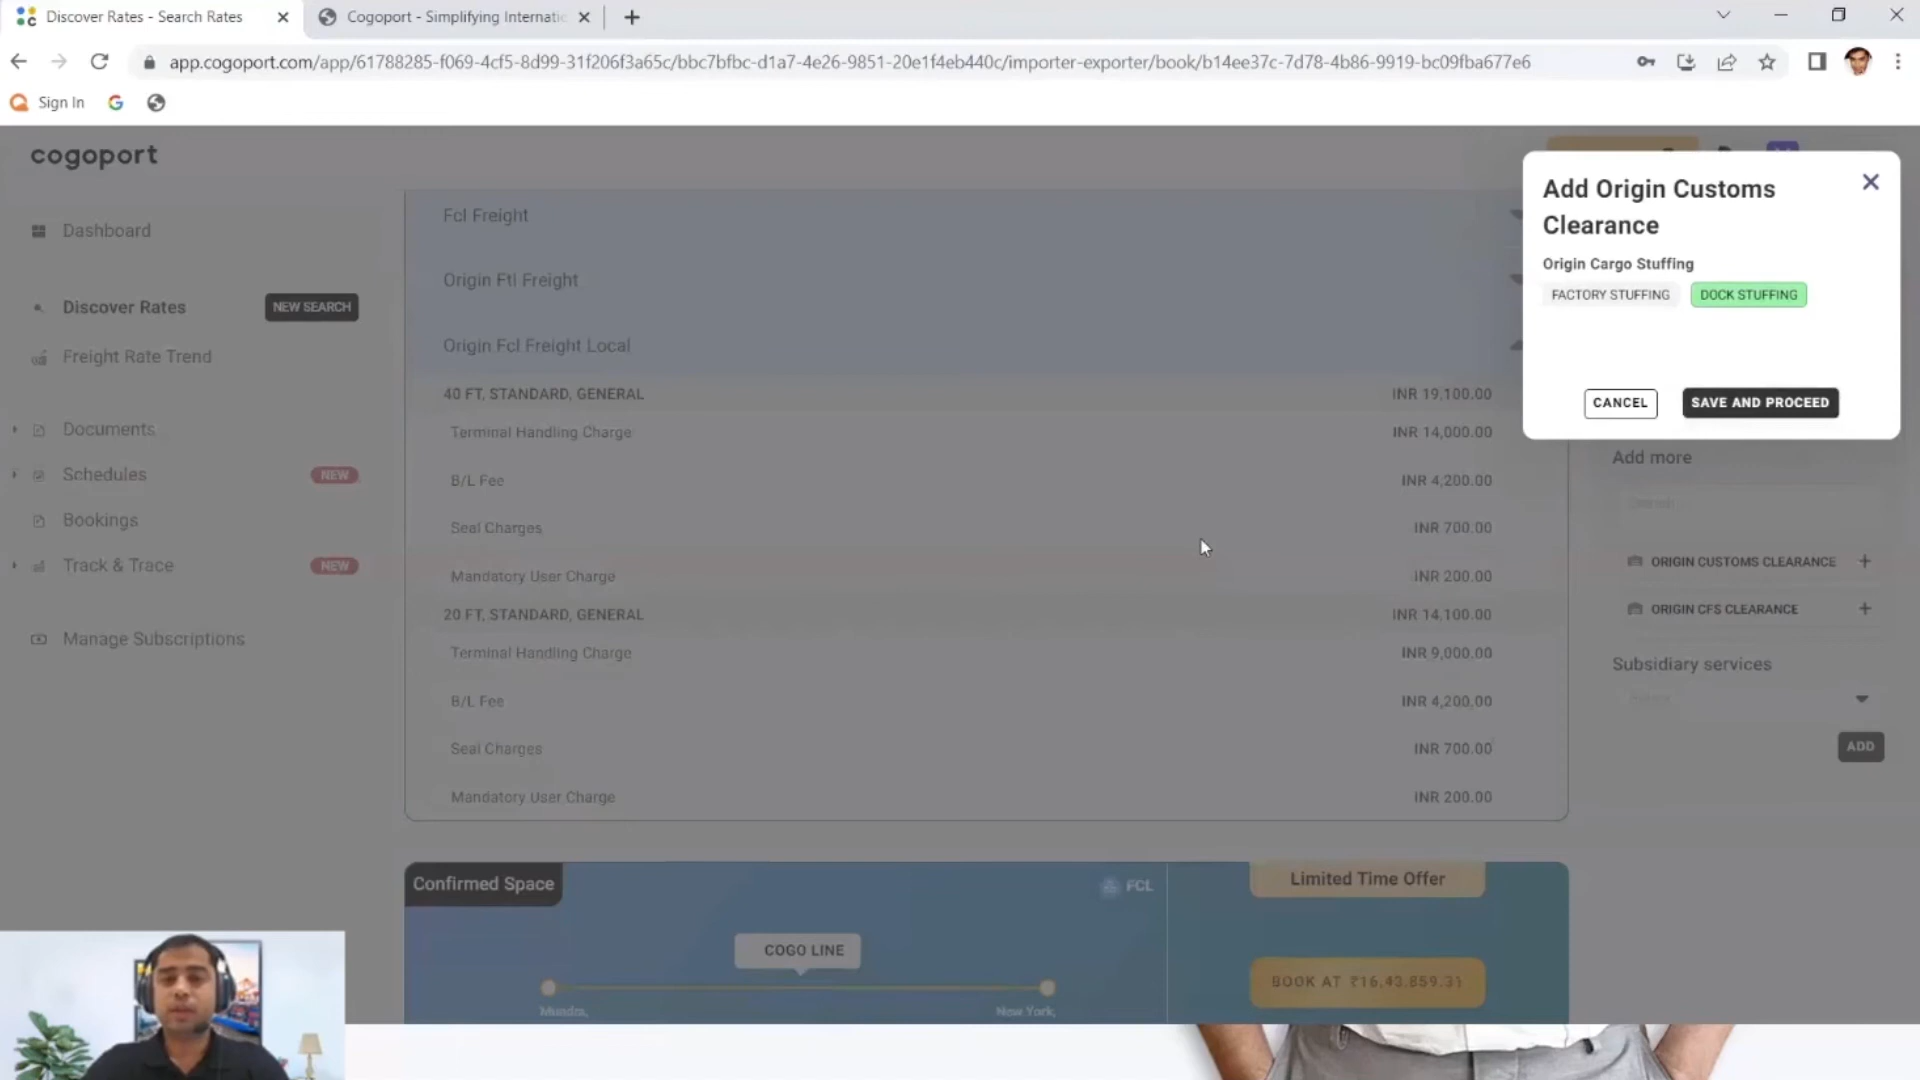 Discover Rates - Search Rates
Cogoport - Simplifying Internatio
app.cogoport.com/app/61788285-f069-4cf5-8d99-31f206f3a65c/bbc7bfbc-d1a7-4e26-9851-20e1f4eb440c/importer-exporter/book/b14ee37c-7d78-4b86-9919-bc09fba677e6
Sign In
cogoport
Dashboard
Discover Rates
NEW SEARCH
Freight Rate Trend
Documents
Schedules NEW
Bookings
Track & Trace NEW
Manage Subscriptions
Fcl Freight
Origin Ftl Freight
Origin Fcl Freight Local
40 FT, STANDARD, GENERAL INR 19,100.00
Terminal Handling Charge INR 14,000.00
B/L Fee INR 4,200.00
Seal Charges INR 700.00
Mandatory User Charge INR 200.00
20 FT, STANDARD, GENERAL INR 14,100.00
Terminal Handling Charge INR 9,000.00
B/L Fee INR 4,200.00
Seal Charges INR 700.00
Mandatory User Charge INR 200.00
Confirmed Space
FCL
COGO LINE
Mundra,
New York,
Limited Time Offer
BOOK AT ₹16,43,859.31
Add Origin Customs
Clearance
Origin Cargo Stuffing
FACTORY STUFFING
DOCK STUFFING
CANCEL
SAVE AND PROCEED
Add more
ORIGIN CUSTOMS CLEARANCE +
ORIGIN CFS CLEARANCE +
Subsidiary services
ADD